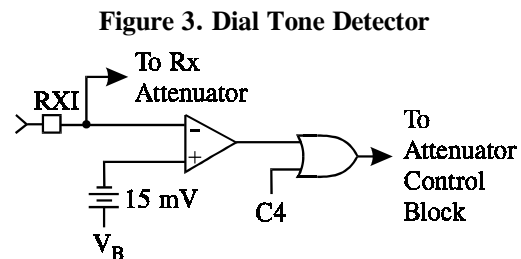 Figure 3. Dial Tone Detector
To Rx
Attenuator
RXI
-
+
15 mV
VB
C4
To
Attenuator
Control
Block